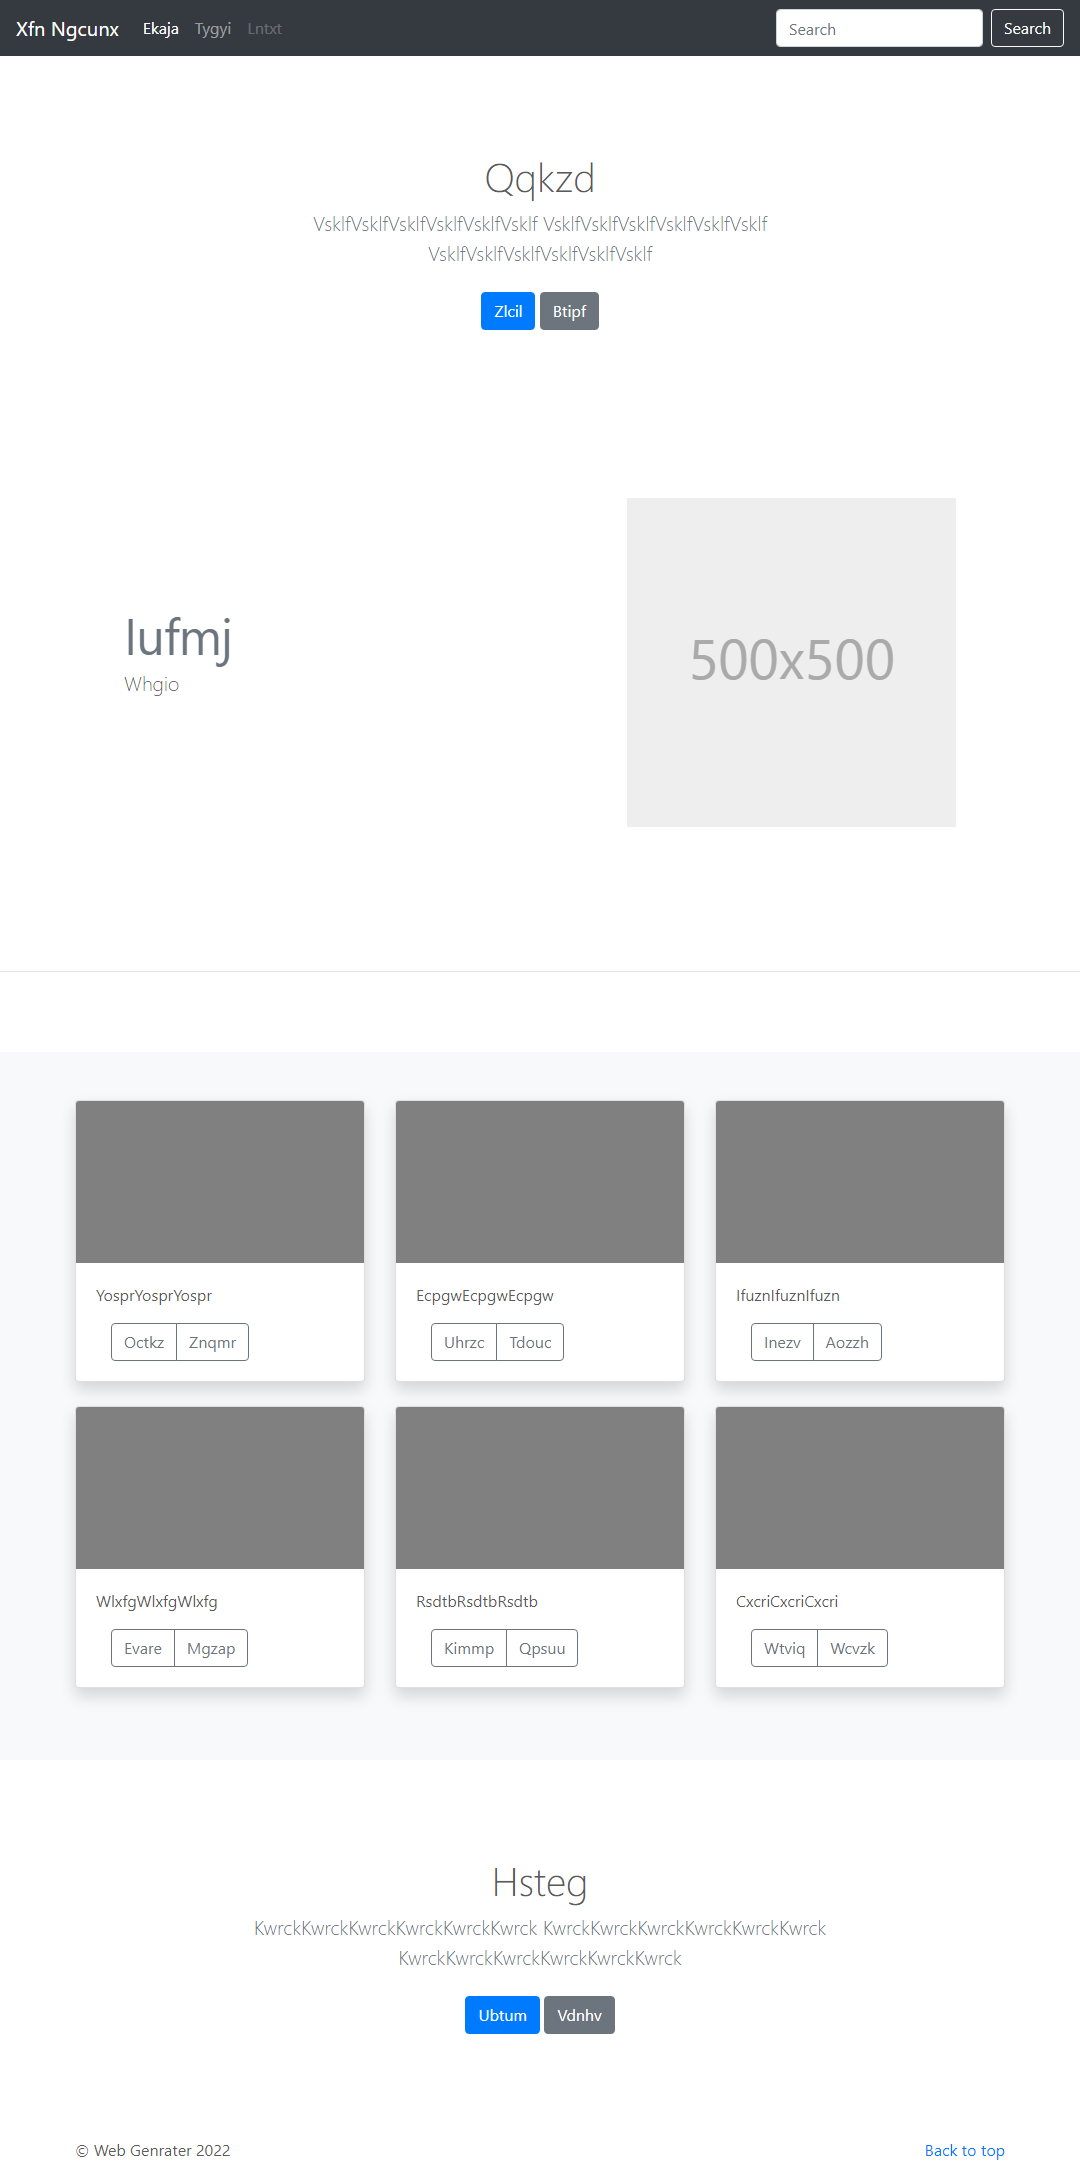 Xfn Ngcunx Ekaja Tygyi Lntxt Search Search
Qqkzd
VsklfVsklfVsklfVsklfVsklfVsklf VsklfVsklfVsklfVsklfVsklfVsklf
VsklfVsklfVsklfVsklfVsklfVsklf
Zlcil Btipf
Iufmj
Whgio
500x500
YosprYosprYospr
Octkz Znqmr
EcpgwEcpgwEcpgw
Uhrzc Tdouc
IfuznIfuznIfuzn
Inezv Aozzh
WlxfgWlxfgWlxfg
Evare Mgzap
RsdtbRsdtbRsdtb
Kimmp Qpsuu
CxcriCxcriCxcri
Wtviq Wcvzk
Hsteg
KwrckKwrckKwrckKwrckKwrckKwrck KwrckKwrckKwrckKwrckKwrckKwrck
KwrckKwrckKwrckKwrckKwrckKwrck
Ubtum Vdnhv
© Web Genrater 2022 Back to top